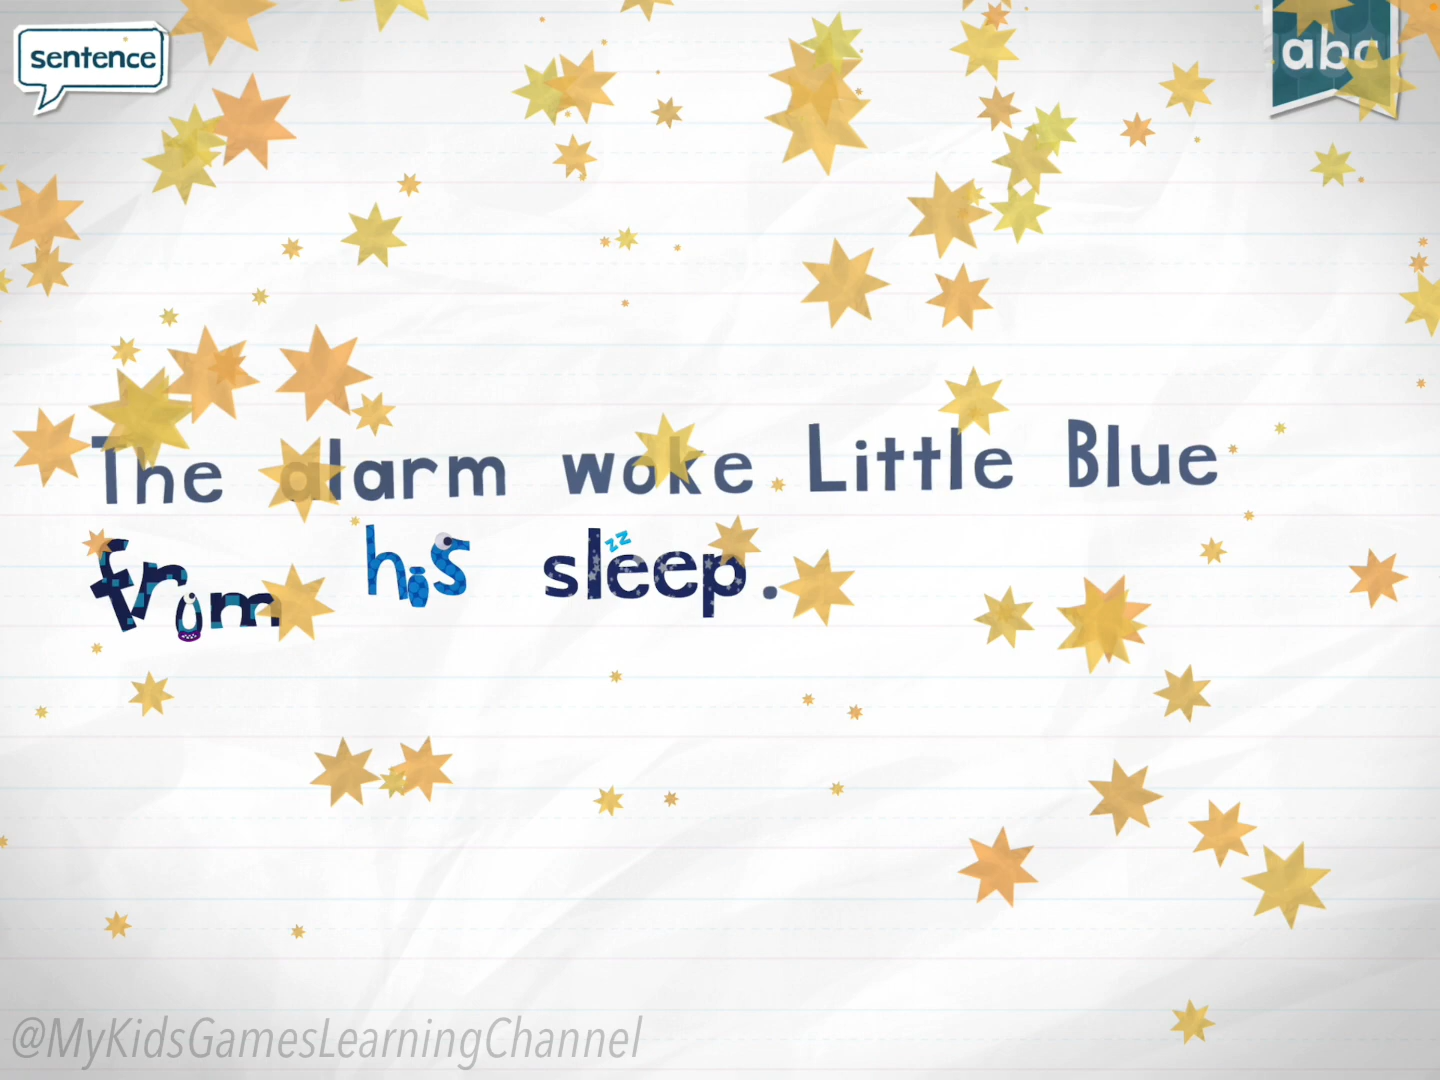 sentence
abc
The alarm woke Little Blue
from his sleep.
@MyKidsGamesLearningChannel